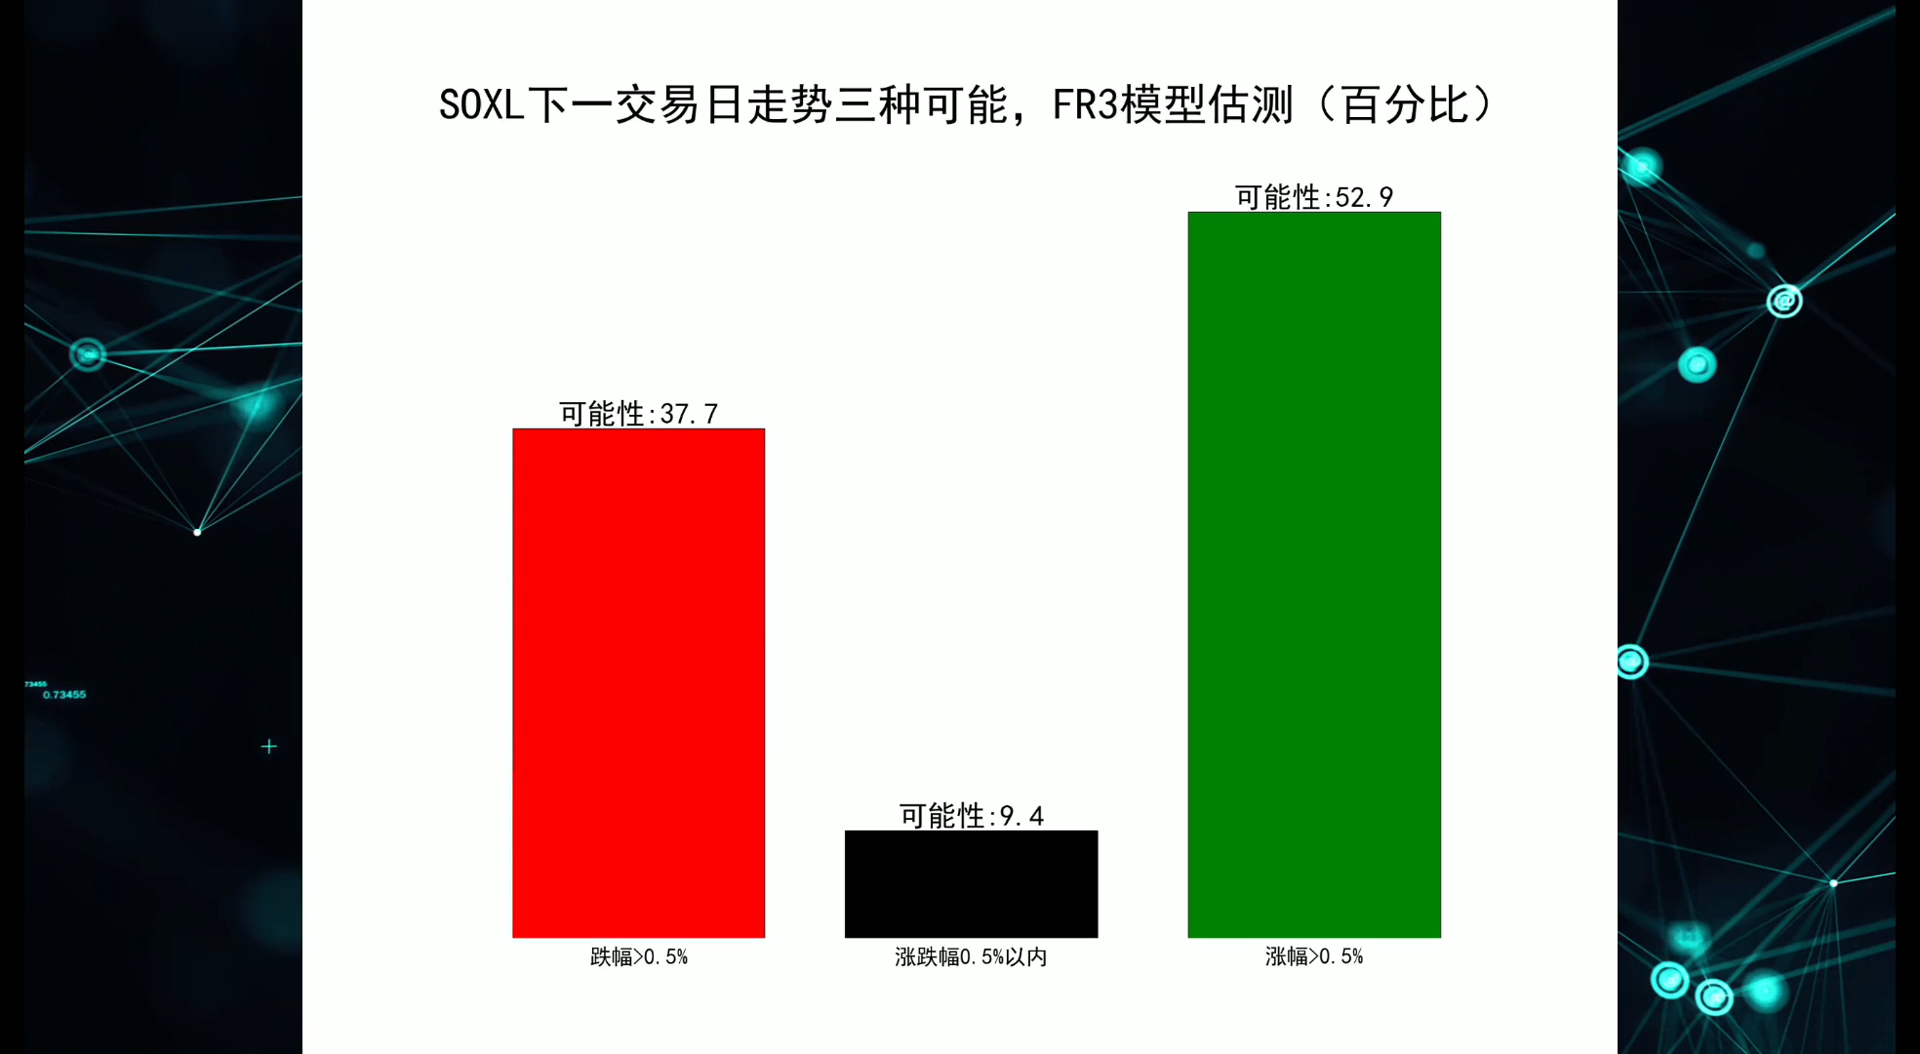 SOXL下一交易日走势三种可能，FR3模型估测（百分比）
可能性:52.9
可能性:37.7
可能性:9.4
跌幅>0.5%
涨跌幅0.5%以内
涨幅>0.5%
73455
0.73455